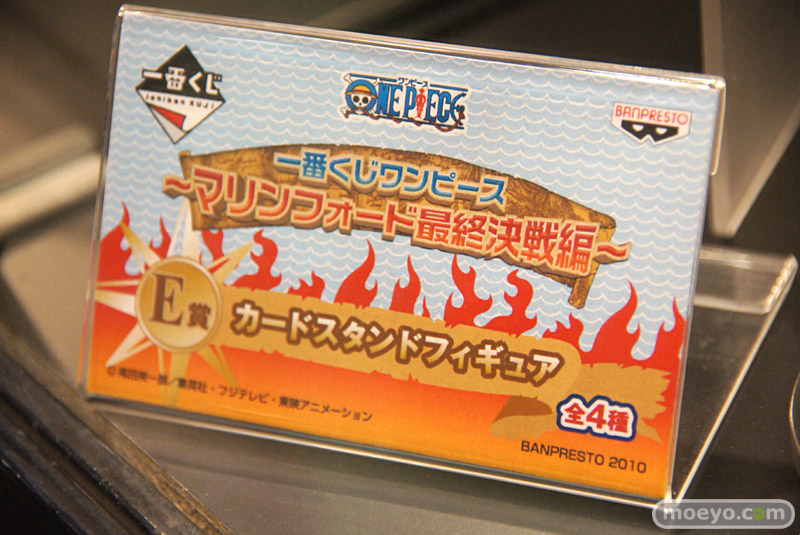 一番くじ
Ichiban KUJI
ワンピース
ONE PIECE
BANPRESTO
一番くじワンピース
～マリンフォード最終決戦編～
E賞
カードスタンドフィギュア
©尾田栄一郎／集英社・フジテレビ・東映アニメーション
全4種
BANPRESTO 2010
moeyo.com